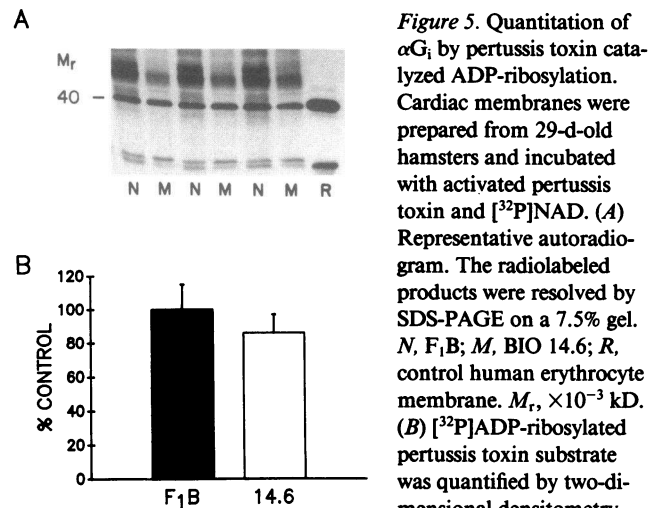 A
Mr
40
N M N M N M R
B
120
100
80
60
40
20
0
% CONTROL
F1B 14.6
Figure 5. Quantitation of
αGi by pertussis toxin cata-
lyzed ADP-ribosylation.
Cardiac membranes were
prepared from 29-d-old
hamsters and incubated
with activated pertussis
toxin and [32P]NAD. (A)
Representative autoradio-
gram. The radiolabeled
products were resolved by
SDS-PAGE on a 7.5% gel.
N, F1B; M, BIO 14.6; R,
control human erythrocyte
membrane. Mr, ×10−3 kD.
(B) [32P]ADP-ribosylated
pertussis toxin substrate
was quantified by two-di-
mensional densitometry